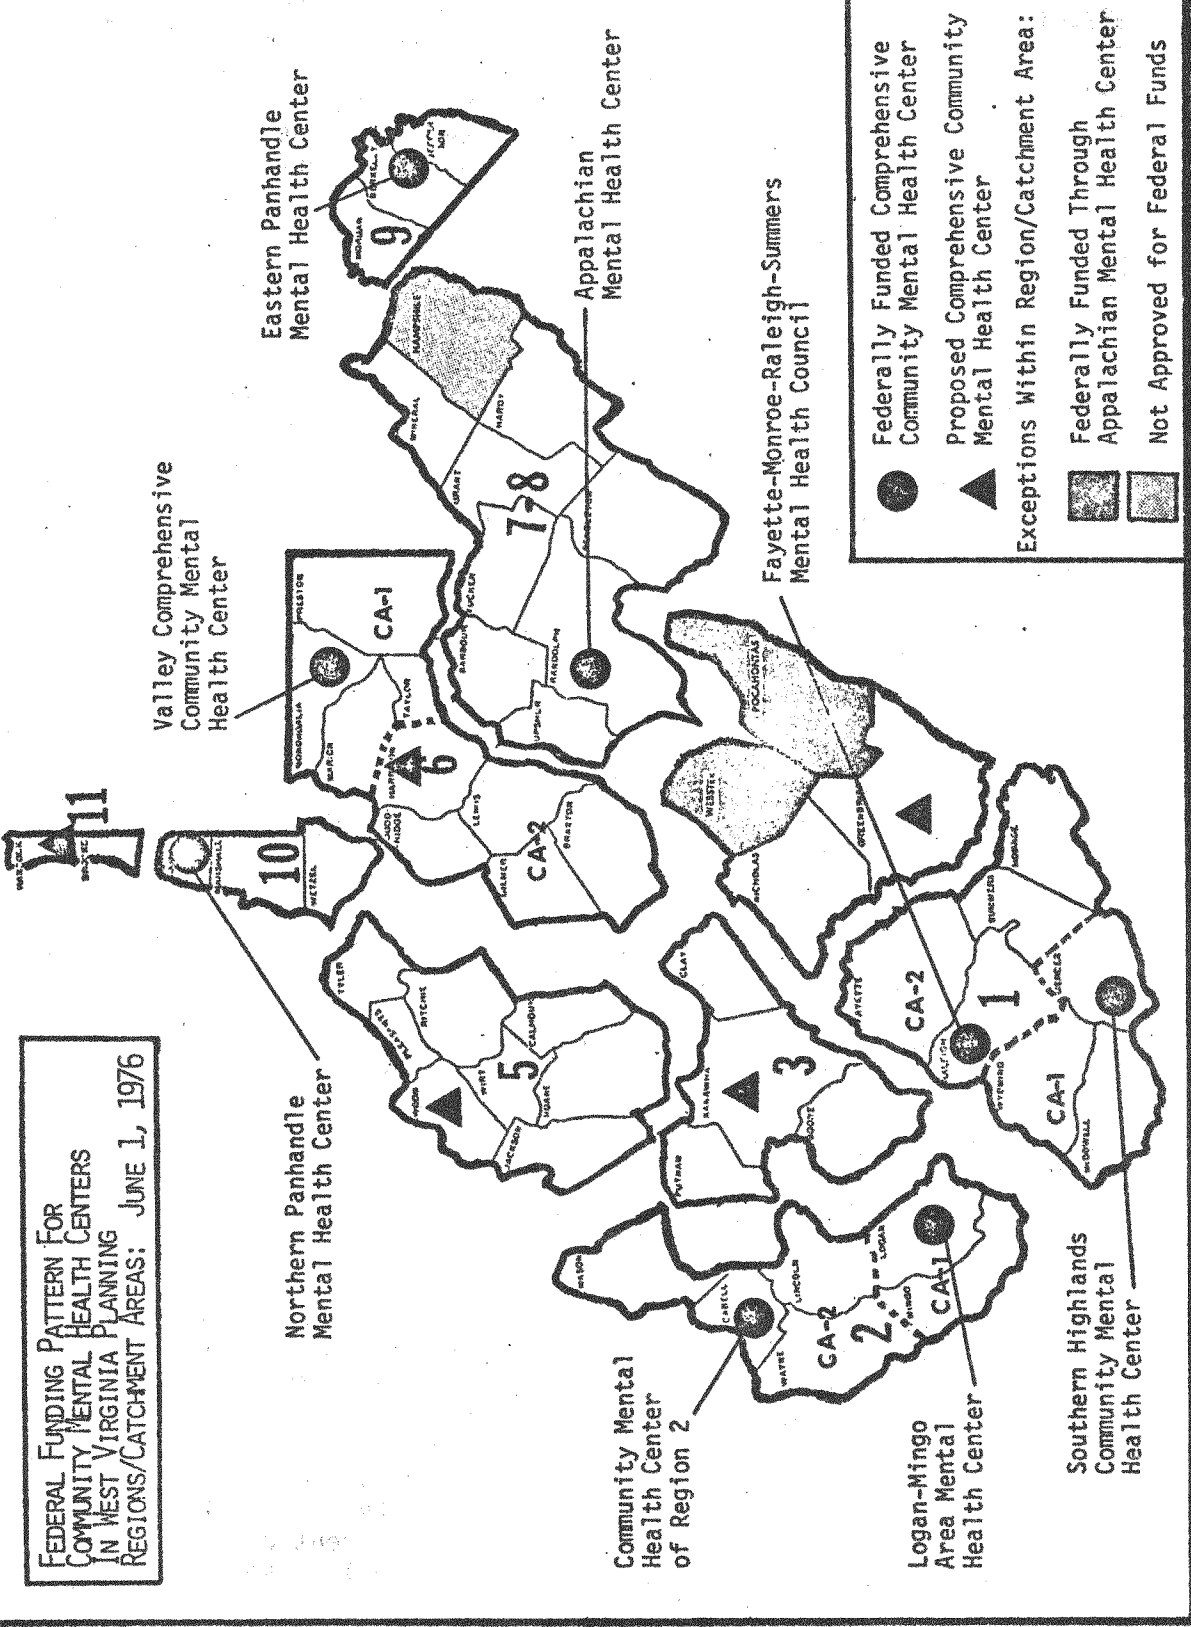 FEDERAL FUNDING PATTERN FOR
COMMUNITY MENTAL HEALTH CENTERS
IN WEST VIRGINIA PLANNING
REGIONS/CATCHMENT AREAS: JUNE 1, 1976
Northern Panhandle
Mental Health Center
Valley Comprehensive
Community Mental
Health Center
Eastern Panhandle
Mental Health Center
Appalachian
Mental Health Center
Fayette-Monroe-Raleigh-Summers
Mental Health Council
Community Mental
Health Center
of Region 2
Logan-Mingo
Area Mental
Health Center
Southern Highlands
Community Mental
Health Center
11
HANCOCK
BROOKE
10
MARSHALL
WETZEL
MONONGALIA
PRESTON
MARION
TAYLOR
HARRISON
CA-1
6
DODD-
RIDGE
LEWIS
GILMER
BRAXTON
CA-2
9
MORGAN
BERKELEY
HAMPSHIRE
MINERAL
HARDY
GRANT
7-8
TUCKER
BARBOUR
RANDOLPH
UPSHUR
TYLER
RITCHIE
WOOD
WIRT
5
CALHOUN
ROANE
JACKSON
WEBSTER
POCAHONTAS
NICHOLAS
GREENBRIER
CLAY
KANAWHA
3
PUTNAM
BOONE
MASON
CABELL
LINCOLN
WAYNE
CA-2
2
LOGAN
MINGO
CA-1
FAYETTE
CA-2
RALEIGH
1
SUMMERS
MONROE
MERCER
WYOMING
CA-1
McDOWELL
Federally Funded Comprehensive
Community Mental Health Center
Proposed Comprehensive Community
Mental Health Center
Exceptions Within Region/Catchment Area:
Federally Funded Through
Appalachian Mental Health Center
Not Approved for Federal Funds